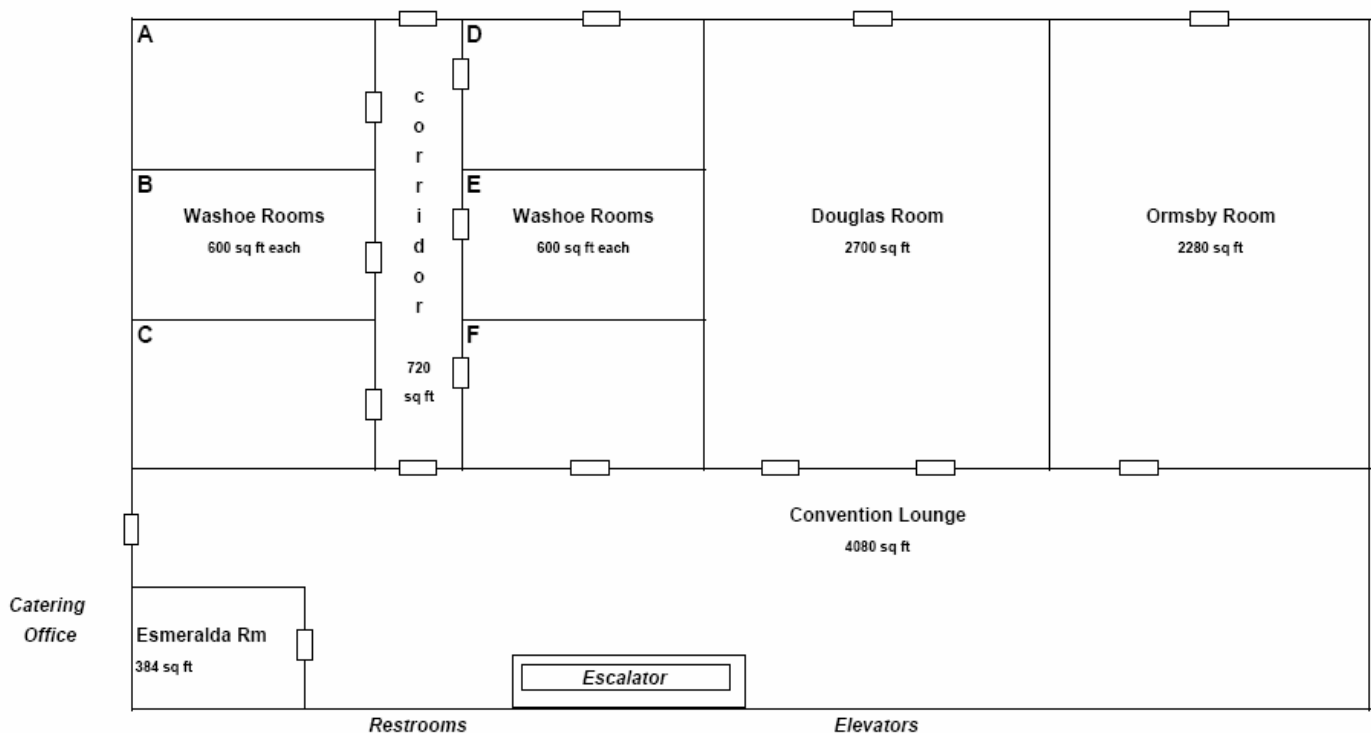 A
D
c
o
r
r
i
d
o
r
B
E
Washoe Rooms
600 sq ft each
Washoe Rooms
600 sq ft each
Douglas Room
2700 sq ft
Ormsby Room
2280 sq ft
C
F
720
sq ft
Convention Lounge
4080 sq ft
Catering
Office
Esmeralda Rm
384 sq ft
Escalator
Restrooms
Elevators